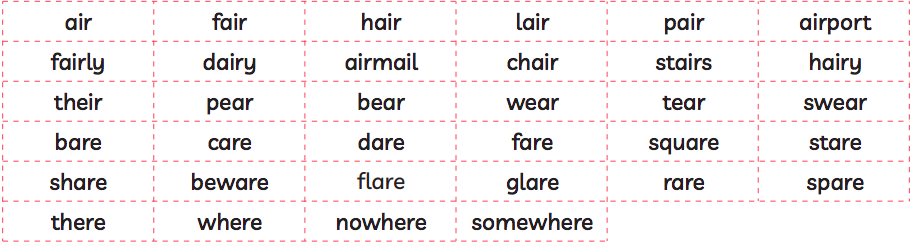 air fair hair lair pair airport
fairly dairy airmail chair stairs hairy
their pear bear wear tear swear
bare care dare fare square stare
share beware flare glare rare spare
there where nowhere somewhere